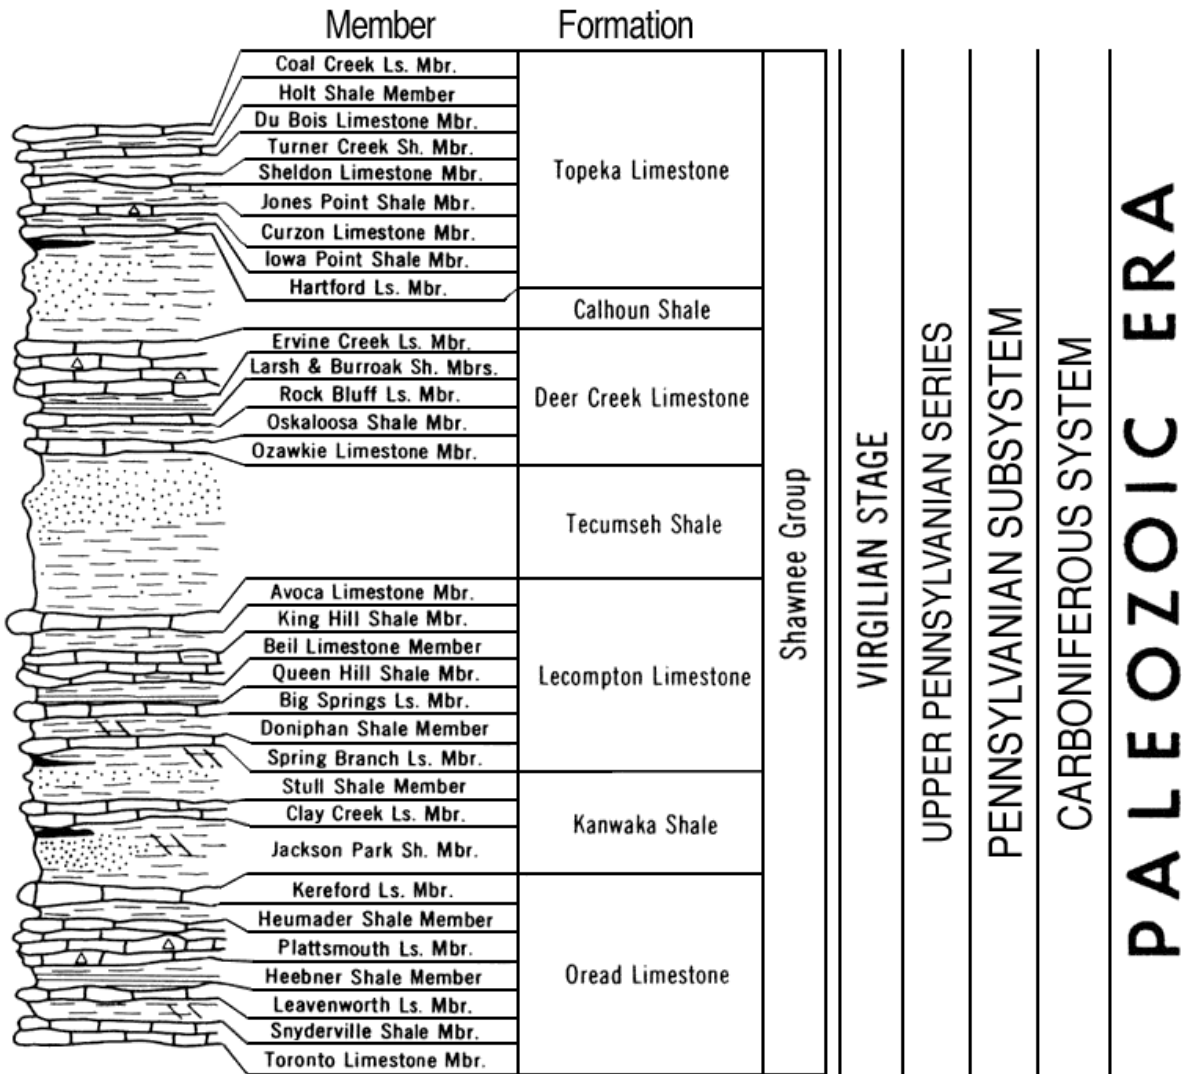 Member Formation
Coal Creek Ls. Mbr.
Holt Shale Member
Du Bois Limestone Mbr.
Turner Creek Sh. Mbr.
Sheldon Limestone Mbr.
Jones Point Shale Mbr.
Curzon Limestone Mbr.
Iowa Point Shale Mbr.
Hartford Ls. Mbr.
Topeka Limestone
Calhoun Shale
Ervine Creek Ls. Mbr.
Larsh & Burroak Sh. Mbrs.
Rock Bluff Ls. Mbr.
Oskaloosa Shale Mbr.
Ozawkie Limestone Mbr.
Deer Creek Limestone
Tecumseh Shale
Avoca Limestone Mbr.
King Hill Shale Mbr.
Beil Limestone Member
Queen Hill Shale Mbr.
Big Springs Ls. Mbr.
Doniphan Shale Member
Spring Branch Ls. Mbr.
Lecompton Limestone
Stull Shale Member
Clay Creek Ls. Mbr.
Jackson Park Sh. Mbr.
Kanwaka Shale
Kereford Ls. Mbr.
Heumader Shale Member
Plattsmouth Ls. Mbr.
Heebner Shale Member
Leavenworth Ls. Mbr.
Snyderville Shale Mbr.
Toronto Limestone Mbr.
Oread Limestone
Shawnee Group
VIRGILIAN STAGE
UPPER PENNSYLVANIAN SERIES
PENNSYLVANIAN SUBSYSTEM
CARBONIFEROUS SYSTEM
PALEOZOIC ERA